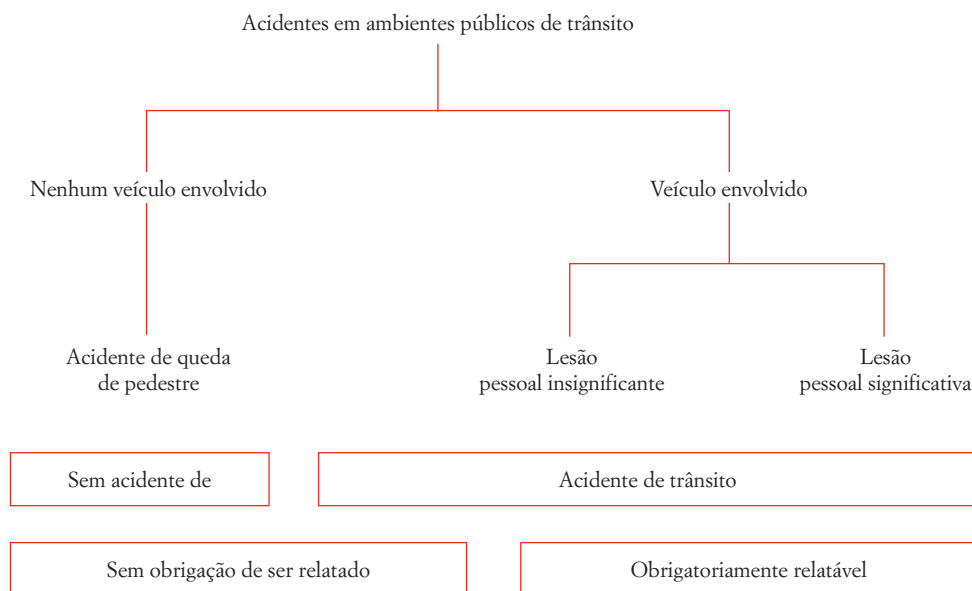 Acidentes em ambientes públicos de trânsito
Nenhum veículo envolvido
Veículo envolvido
Acidente de queda
de pedestre
Lesão
pessoal insignificante
Lesão
pessoal significativa
Sem acidente de
Acidente de trânsito
Sem obrigação de ser relatado
Obrigatoriamente relatável